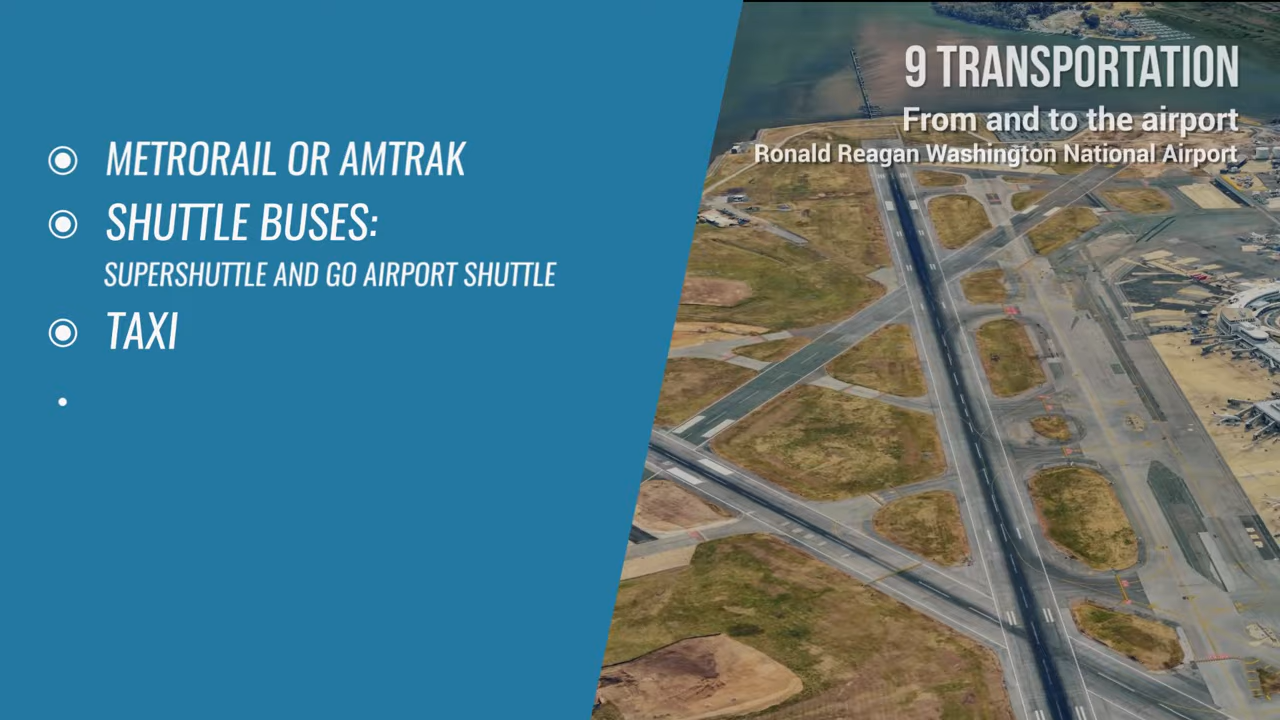 9 TRANSPORTATION
From and to the airport
Ronald Reagan Washington National Airport
METRORAIL OR AMTRAK
SHUTTLE BUSES:
SUPERSHUTTLE AND GO AIRPORT SHUTTLE
TAXI